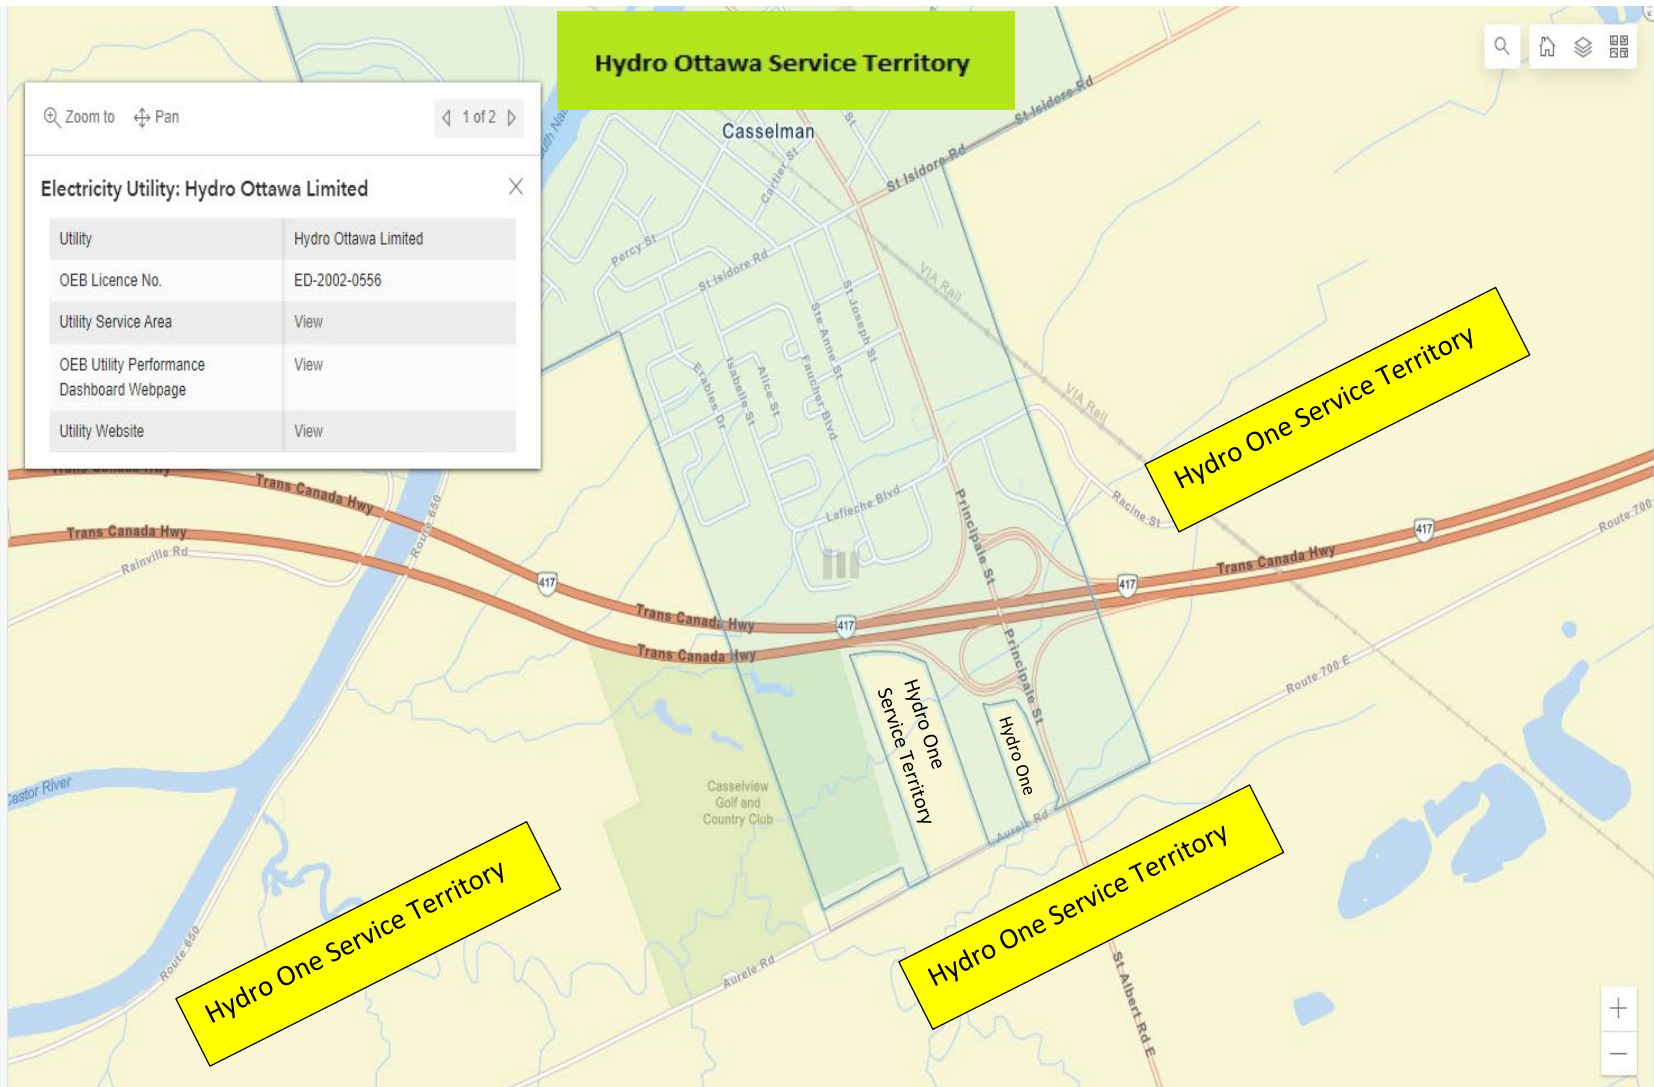 Hydro Ottawa Service Territory
Zoom to
Pan
1 of 2
Electricity Utility: Hydro Ottawa Limited
Utility Hydro Ottawa Limited
OEB Licence No. ED-2002-0556
Utility Service Area View
OEB Utility Performance
Dashboard Webpage View
Utility Website View
Casselman
Cartier St
St
St Isidore Rd
St Isidore Rd
Percy St
St Isidore Rd
VIA Rail
VIA Rail
Ste Anne St
St Joseph St
Erables Dr
Isabelle St
Alice St
Faucher Blvd
Lafleche Blvd
Principale St
Principale St
Racine St
Hydro One Service Territory
Trans Canada Hwy
Trans Canada Hwy
Trans Canada Hwy
Rainville Rd
Route 650
417
Trans Canada Hwy
Trans Canada Hwy
417
417
Trans Canada Hwy
417
Route 700
Route 700 E
Hydro One
Service Territory
Hydro One
Castor River
Casselview
Golf and
Country Club
Aurele Rd
Hydro One Service Territory
Hydro One Service Territory
Route 650
Aurele Rd
St Albert Rd E